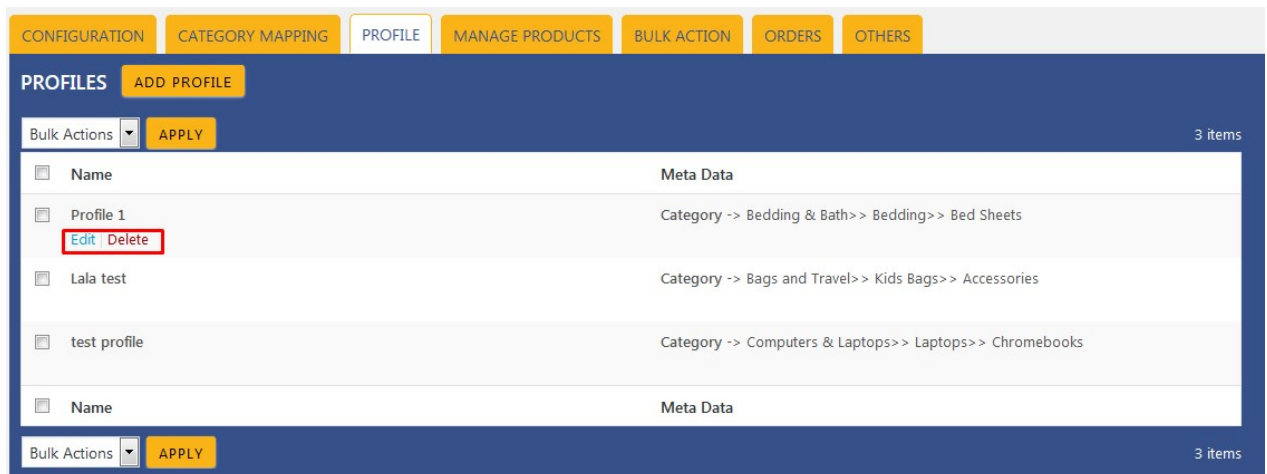 CONFIGURATION CATEGORY MAPPING PROFILE MANAGE PRODUCTS BULK ACTION ORDERS OTHERS
PROFILES ADD PROFILE
Bulk Actions APPLY 3 items
Name Meta Data
Profile 1 Category -> Bedding & Bath>> Bedding>> Bed Sheets
Edit | Delete
Lala test Category -> Bags and Travel>> Kids Bags>> Accessories
test profile Category -> Computers & Laptops>> Laptops>> Chromebooks
Name Meta Data
Bulk Actions APPLY 3 items